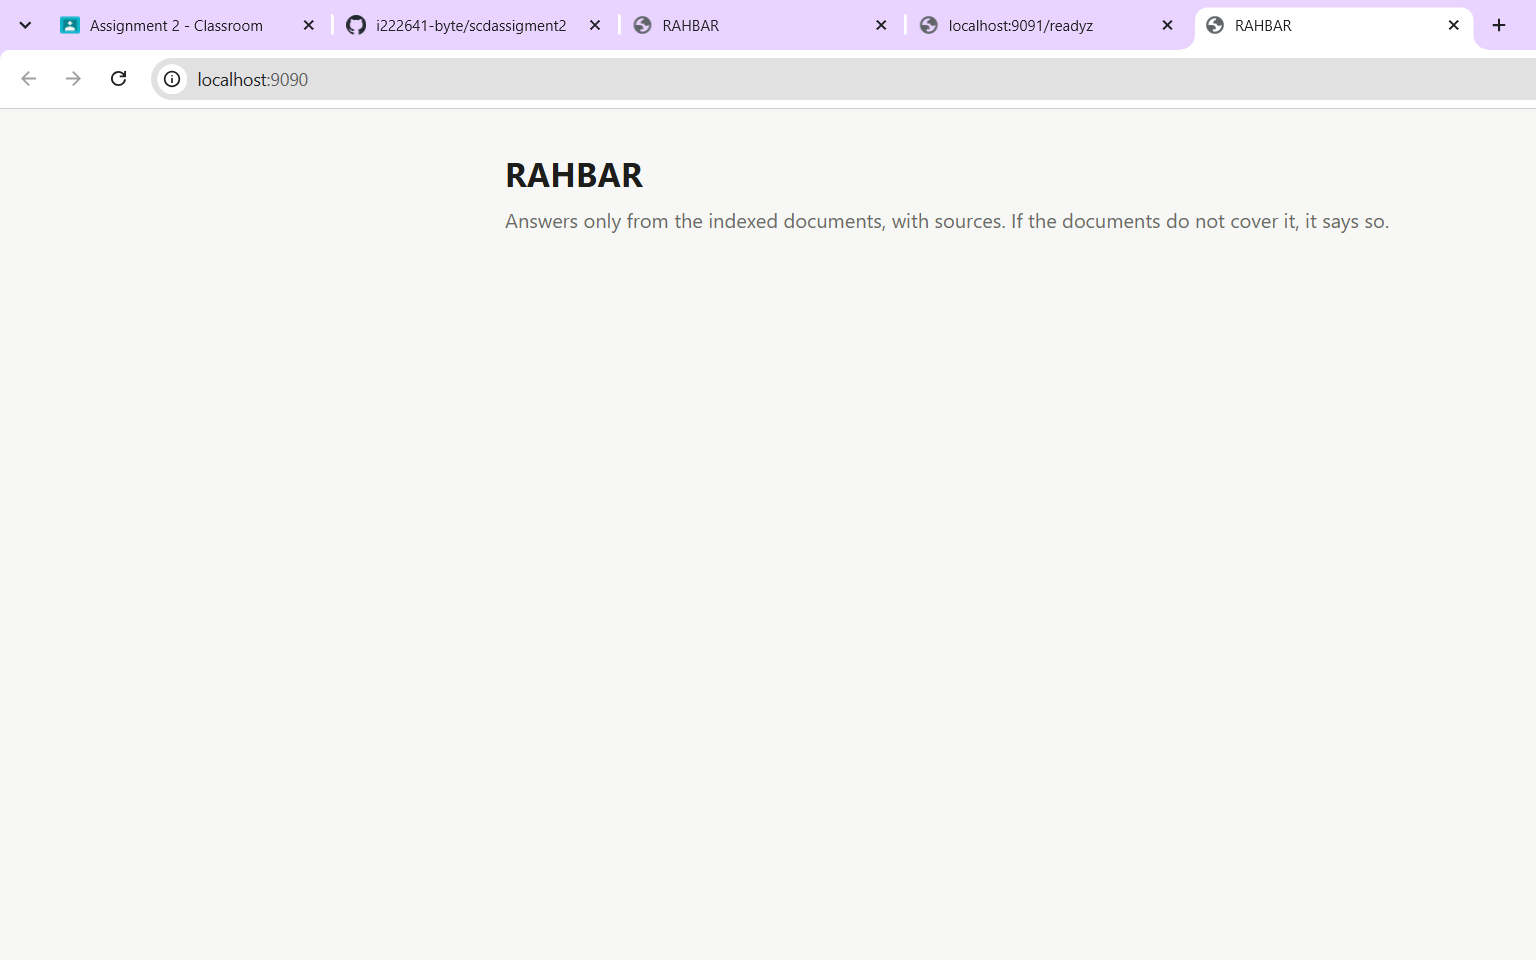 Assignment 2 - Classroom
i222641-byte/scdassigment2
RAHBAR
localhost:9091/readyz
RAHBAR
localhost:9090
RAHBAR
Answers only from the indexed documents, with sources. If the documents do not cover it, it says so.